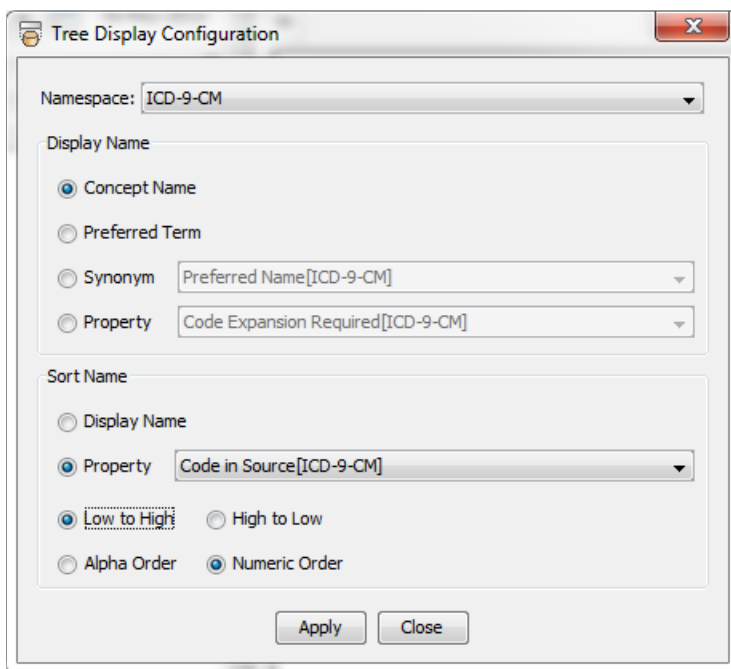 Tree Display Configuration
Namespace: ICD-9-CM
Display Name
Concept Name
Preferred Term
Synonym Preferred Name[ICD-9-CM]
Property Code Expansion Required[ICD-9-CM]
Sort Name
Display Name
Property Code in Source[ICD-9-CM]
Low to High High to Low
Alpha Order Numeric Order
Apply Close